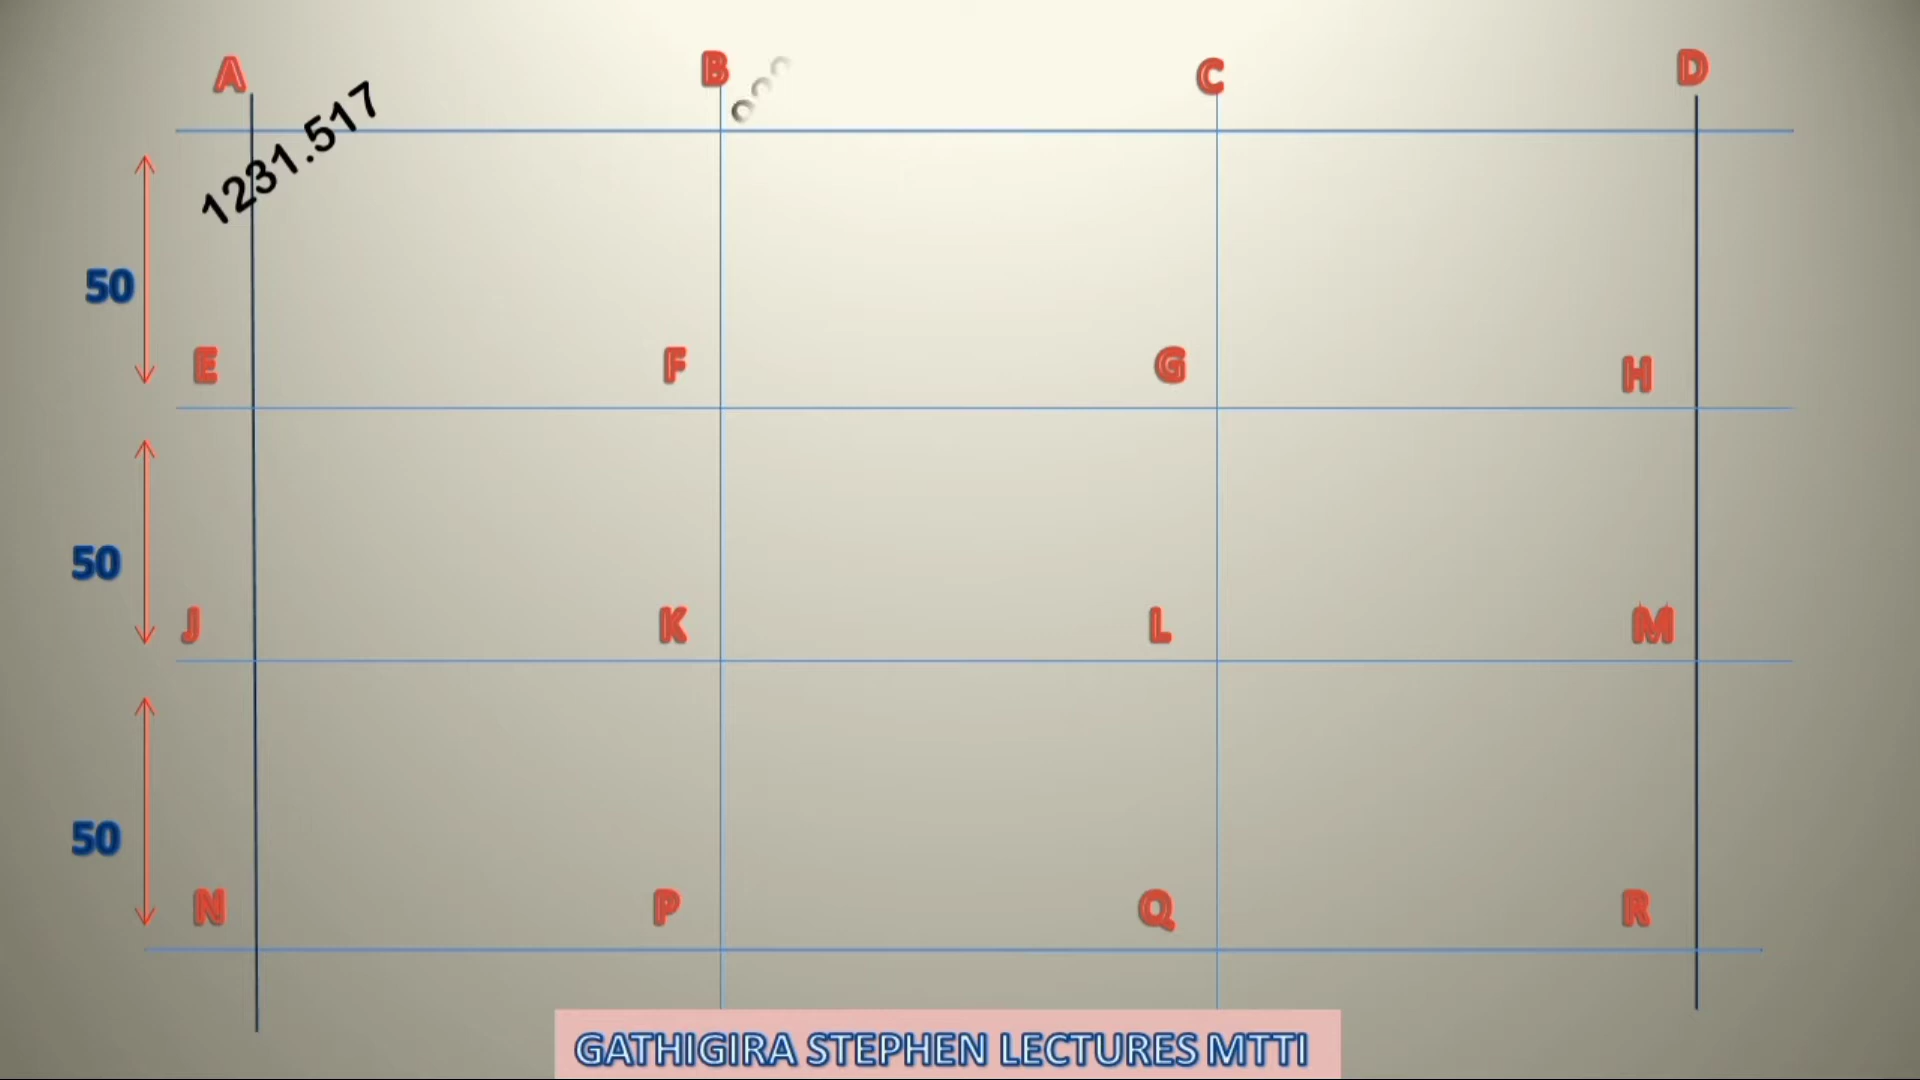 A B C D
1231.517
50
E F G H
50
J K L M
50
N P Q R
GATHIGIRA STEPHEN LECTURES MTTI